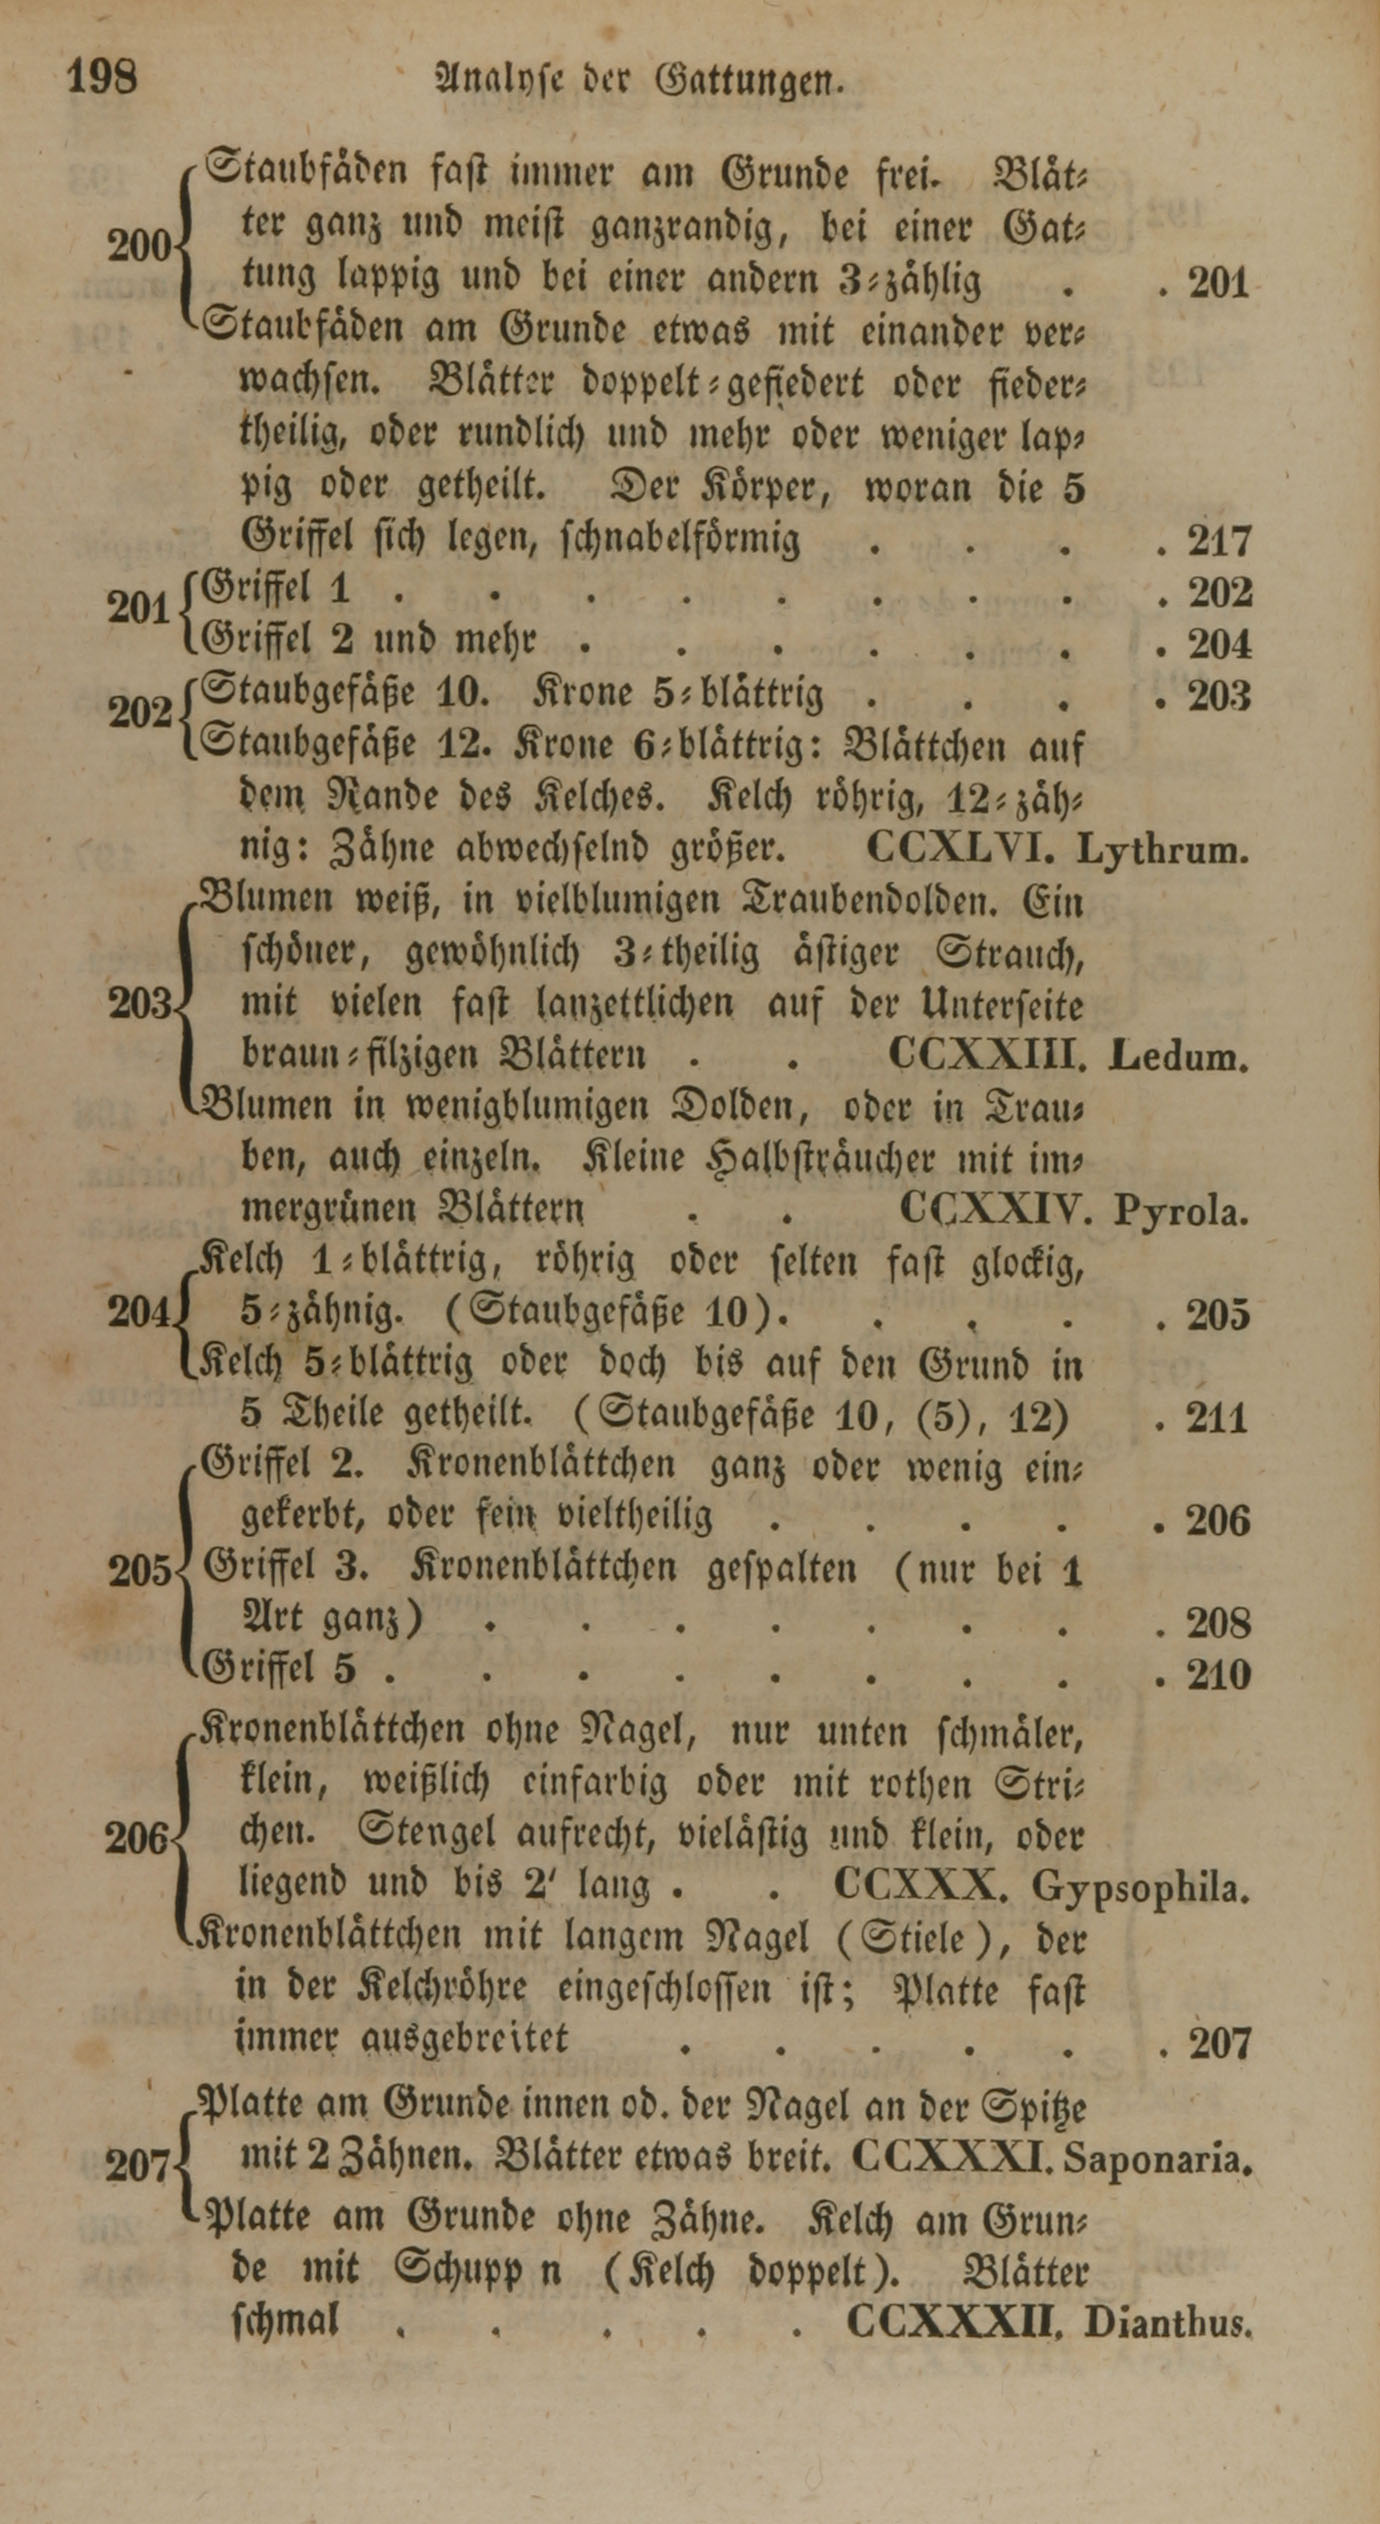 198 Analyse der Gattungen.
Staubfäden fast immer am Grunde frei. Blät⸗
ter ganz und meist ganzrandig, bei einer Gat⸗
200
tung lappig und bei einer andern 3⸗zählig . . 201
Staubfäden am Grunde etwas mit einander ver⸗
wachsen. Blätter doppelt⸗gefiedert oder fieder⸗
theilig, oder rundlich und mehr oder weniger lap⸗
pig oder getheilt. Der Körper, woran die 5
Griffel sich legen, schnabelförmig . . . . 217
201 Griffel 1 . . . . . . . . . 202
Griffel 2 und mehr . . . . . . . 204
202 Staubgefäße 10. Krone 5⸗blättrig . . . . 203
Staubgefäße 12. Krone 6⸗blättrig: Blättchen auf
dem Rande des Kelches. Kelch röhrig, 12⸗zäh⸗
nig: Zähne abwechselnd größer. CCXLVI. Lythrum.
Blumen weiß, in vielblumigen Traubendolden. Ein
schöner, gewöhnlich 3⸗theilig ästiger Strauch,
203 mit vielen fast lanzettlichen auf der Unterseite
braun⸗filzigen Blättern . . CCXXIII. Ledum.
Blumen in wenigblumigen Dolden, oder in Trau⸗
ben, auch einzeln. Kleine Halbsträucher mit im⸗
mergrünen Blättern . . CCXXIV. Pyrola.
Kelch 1⸗blättrig, röhrig oder selten fast glockig,
204 5⸗zähnig. (Staubgefäße 10). . . . . 205
Kelch 5⸗blättrig oder doch bis auf den Grund in
5 Theile getheilt. (Staubgefäße 10, (5), 12) . 211
Griffel 2. Kronenblättchen ganz oder wenig ein⸗
gekerbt, oder fein vieltheilig . . . . . 206
205 Griffel 3. Kronenblättchen gespalten (nur bei 1
Art ganz) . . . . . . . . 208
Griffel 5 . . . . . . . . . 210
Kronenblättchen ohne Nagel, nur unten schmäler,
klein, weißlich einfarbig oder mit rothen Stri⸗
206 chen. Stengel aufrecht, vielästig und klein, oder
liegend und bis 2' lang . . CCXXX. Gypsophila.
Kronenblättchen mit langem Nagel (Stiele), der
in der Kelchröhre eingeschlossen ist; Platte fast
immer ausgebreitet . . . . . . 207
Platte am Grunde innen od. der Nagel an der Spitze
207 mit 2 Zähnen. Blätter etwas breit. CCXXXI. Saponaria.
Platte am Grunde ohne Zähne. Kelch am Grun⸗
de mit Schupp n (Kelch doppelt). Blätter
schmal . . . . . CCXXXII. Dianthus.